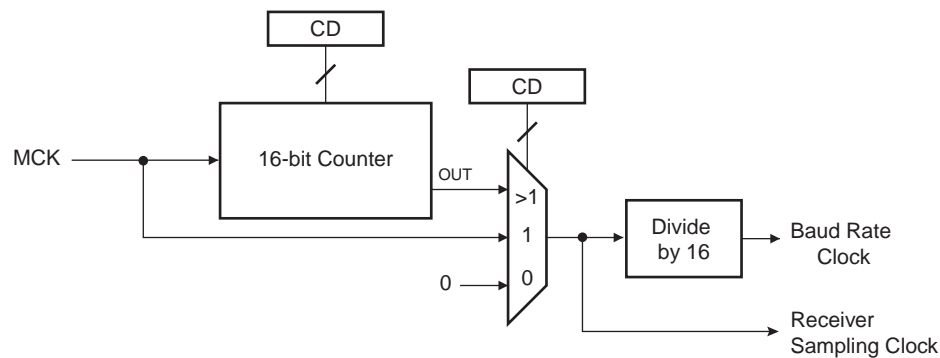 CD
CD
MCK
16-bit Counter
OUT
>1
1
0
0
Divide
by 16
Baud Rate
Clock
Receiver
Sampling Clock